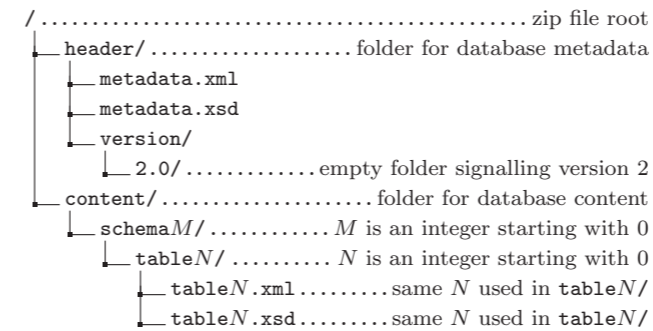 / ................................................ zip file root
header/ .................... folder for database metadata
metadata.xml
metadata.xsd
version/
2.0/ ............. empty folder signalling version 2
content/ ..................... folder for database content
schemaM/ ............ M is an integer starting with 0
tableN/ .......... N is an integer starting with 0
tableN.xml ......... same N used in tableN/
tableN.xsd ......... same N used in tableN/